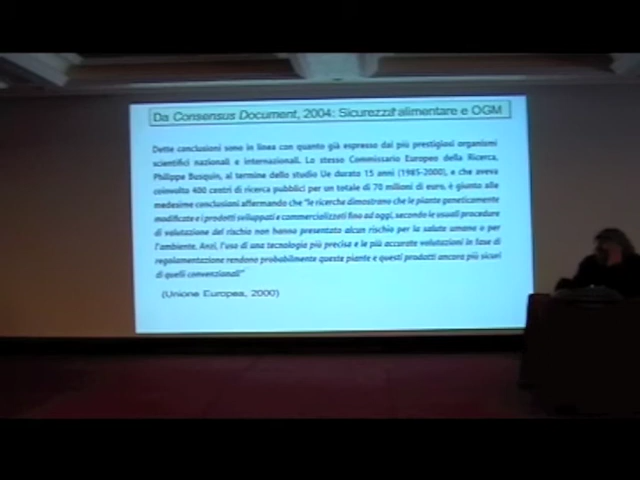 Da Consensus Document, 2004: Sicurezza alimentare e OGM
Dette conclusioni sono in linea con quanto già espresso dai più prestigiosi organismi
scientifici nazionali e internazionali. Lo stesso Commissario Europeo della Ricerca,
Philippe Busquin, al termine dello studio Ue durato 15 anni (1985-2000), e che aveva
coinvolto 400 centri di ricerca pubblici per un totale di 70 milioni di euro, è giunto alle
medesime conclusioni affermando che "le ricerche dimostrano che le piante geneticamente
modificate e i prodotti sviluppati e commercializzati fino ad oggi, secondo le usuali procedure
di valutazione del rischio non hanno presentato alcun rischio per la salute umana o per
l'ambiente. Anzi, l'uso di una tecnologia più precisa e le più accurate valutazioni in fase di
regolamentazione rendono probabilmente queste piante e questi prodotti ancora più sicuri
di quelli convenzionali"
(Unione Europea, 2000)